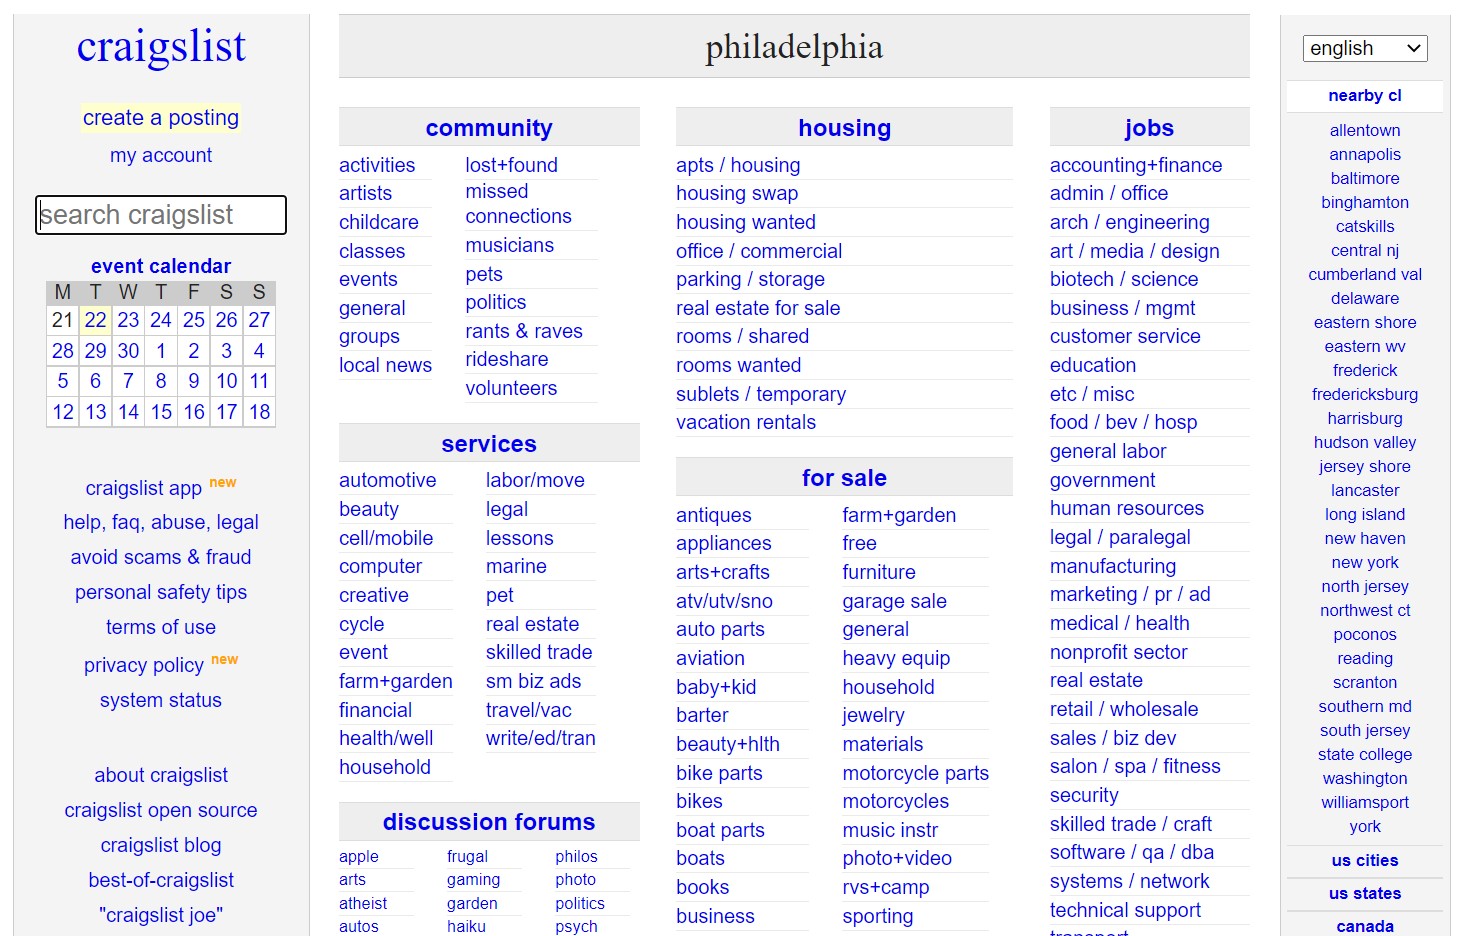 craigslist
create a posting
my account
search craigslist
event calendar
M T W T F S S
21 22 23 24 25 26 27
28 29 30 1 2 3 4
5 6 7 8 9 10 11
12 13 14 15 16 17 18
craigslist app new
help, faq, abuse, legal
avoid scams & fraud
personal safety tips
terms of use
privacy policy new
system status
about craigslist
craigslist open source
craigslist blog
best-of-craigslist
"craigslist joe"
philadelphia
community
activities
artists
childcare
classes
events
general
groups
local news
lost+found
missed
connections
musicians
pets
politics
rants & raves
rideshare
volunteers
services
automotive
beauty
cell/mobile
computer
creative
cycle
event
farm+garden
financial
health/well
household
labor/move
legal
lessons
marine
pet
real estate
skilled trade
sm biz ads
travel/vac
write/ed/tran
discussion forums
apple
arts
atheist
autos
frugal
gaming
garden
haiku
philos
photo
politics
psych
housing
apts / housing
housing swap
housing wanted
office / commercial
parking / storage
real estate for sale
rooms / shared
rooms wanted
sublets / temporary
vacation rentals
for sale
antiques
appliances
arts+crafts
atv/utv/sno
auto parts
aviation
baby+kid
barter
beauty+hlth
bike parts
bikes
boat parts
boats
books
business
farm+garden
free
furniture
garage sale
general
heavy equip
household
jewelry
materials
motorcycle parts
motorcycles
music instr
photo+video
rvs+camp
sporting
jobs
accounting+finance
admin / office
arch / engineering
art / media / design
biotech / science
business / mgmt
customer service
education
etc / misc
food / bev / hosp
general labor
government
human resources
legal / paralegal
manufacturing
marketing / pr / ad
medical / health
nonprofit sector
real estate
retail / wholesale
sales / biz dev
salon / spa / fitness
security
skilled trade / craft
software / qa / dba
systems / network
technical support
transport
english
nearby cl
allentown
annapolis
baltimore
binghamton
catskills
central nj
cumberland val
delaware
eastern shore
eastern wv
frederick
fredericksburg
harrisburg
hudson valley
jersey shore
lancaster
long island
new haven
new york
north jersey
northwest ct
poconos
reading
scranton
southern md
south jersey
state college
washington
williamsport
york
us cities
us states
canada